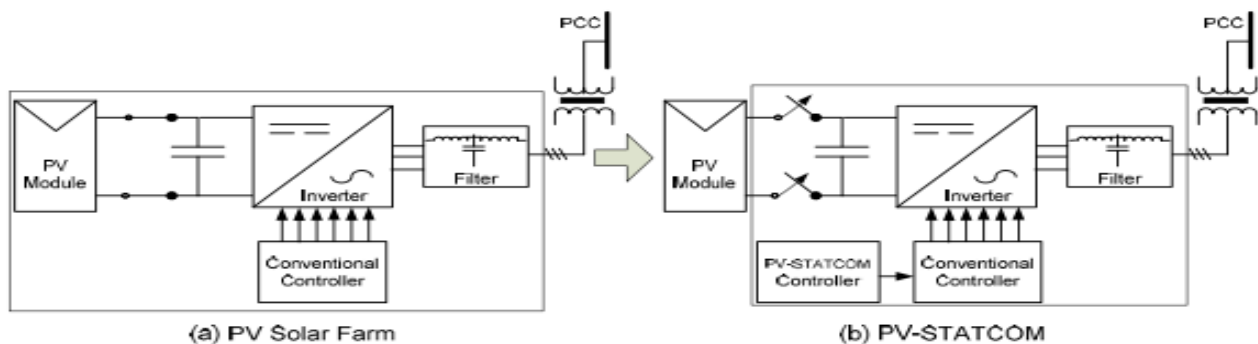 PCC
PV
Module
Inverter
Filter
Conventional
Controller
(a) PV Solar Farm
PCC
PV
Module
Inverter
Filter
PV-STATCOM
Controller
Conventional
Controller
(b) PV-STATCOM